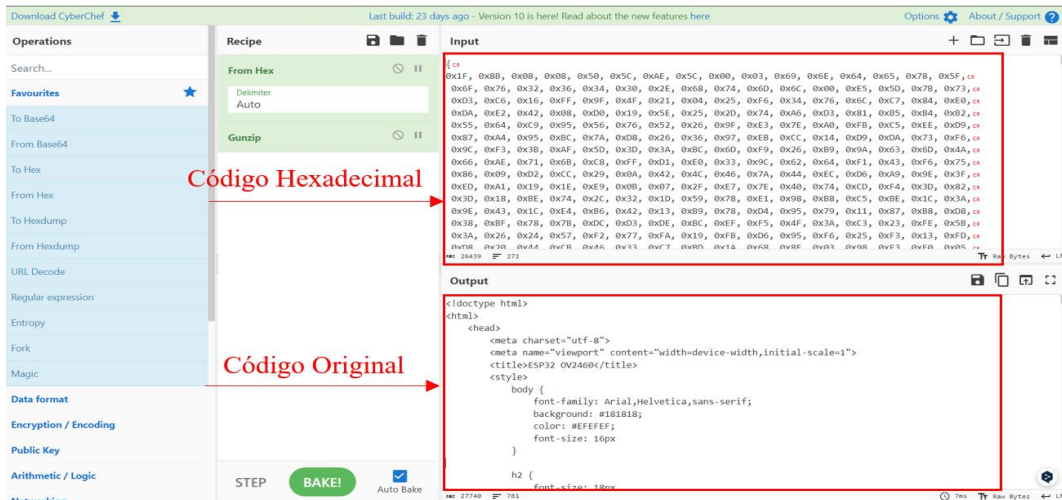 Download CyberChef
Last build: 23 days ago - Version 10 is here! Read about the new features here
Options
About / Support
Operations
Search...
Favourites
To Base64
From Base64
To Hex
From Hex
To Hexdump
From Hexdump
URL Decode
Regular expression
Entropy
Fork
Magic
Data format
Encryption / Encoding
Public Key
Arithmetic / Logic
Recipe
From Hex
Delimiter
Auto
Gunzip
Código Hexadecimal
Código Original
STEP
BAKE!
Auto Bake
Input
{
0x1F, 0x8B, 0x08, 0x08, 0x50, 0x5C, 0xAE, 0x5C, 0x00, 0x03, 0x69, 0x6E, 0x64, 0x65, 0x78, 0x5F,
0x6F, 0x76, 0x32, 0x36, 0x34, 0x30, 0x2E, 0x68, 0x74, 0x6D, 0x6C, 0x00, 0xE5, 0x5D, 0x7B, 0x73,
0xD3, 0xC6, 0x16, 0xFF, 0x9F, 0x4F, 0x21, 0x04, 0x25, 0xF6, 0x34, 0x76, 0x6C, 0xC7, 0x84, 0xE0,
0xDA, 0xE2, 0x42, 0x08, 0xD0, 0x19, 0x5E, 0x25, 0x2D, 0x74, 0xA6, 0xD3, 0x81, 0xB5, 0xB4, 0xB2,
0x55, 0x64, 0xC9, 0x95, 0x56, 0x76, 0x52, 0x26, 0x9F, 0xE3, 0x7E, 0xA0, 0xFB, 0xC5, 0xEE, 0xD9,
0x87, 0xA4, 0x95, 0xBC, 0x7A, 0xD8, 0x26, 0x36, 0x97, 0xEB, 0xCC, 0x14, 0xD9, 0xDA, 0x73, 0xF6,
0x9C, 0xF3, 0x3B, 0xAF, 0x5D, 0x3D, 0x3A, 0xBC, 0x6D, 0xF9, 0x26, 0xB9, 0x9A, 0x63, 0x6D, 0x4A,
0x66, 0xAE, 0x71, 0x6B, 0xC8, 0xFF, 0xD1, 0xE0, 0x33, 0x9C, 0x62, 0x64, 0xF1, 0x43, 0xF6, 0x75,
0x86, 0x09, 0xD2, 0xCC, 0x29, 0x0A, 0x42, 0x4C, 0x46, 0x7A, 0x44, 0xEC, 0xD6, 0xA9, 0x9E, 0x3F,
0xED, 0xA1, 0x19, 0x1E, 0xE9, 0x0B, 0x07, 0x2F, 0xE7, 0x7E, 0x40, 0x74, 0xCD, 0xF4, 0x3D, 0x82,
0x3D, 0x18, 0xBE, 0x74, 0x2C, 0x32, 0x1D, 0x59, 0x78, 0xE1, 0x98, 0xB8, 0xC5, 0xBE, 0x1C, 0x3A,
0x9E, 0x43, 0x1C, 0xE4, 0xB6, 0x42, 0x13, 0xB9, 0x78, 0xD4, 0x95, 0x79, 0x11, 0x87, 0xB8, 0xD8,
0x38, 0xBF, 0x78, 0x7B, 0xDC, 0xD3, 0xDE, 0xBC, 0xEF, 0xF5, 0x4F, 0x3A, 0xC3, 0x23, 0xFE, 0x5B,
0x3A, 0x26, 0x24, 0x57, 0xF2, 0x77, 0xFA, 0x19, 0xFB, 0xD6, 0x95, 0xF6, 0x25, 0xF3, 0x13, 0xFD,
26439
272
Raw Bytes
Output
<!doctype html>
<html>
<head>
<meta charset="utf-8">
<meta name="viewport" content="width=device-width,initial-scale=1">
<title>ESP32 OV2460</title>
<style>
body {
font-family: Arial,Helvetica,sans-serif;
background: #181818;
color: #EFEFEF;
font-size: 16px
}
h2 {
font-size: 18px
27740
781
7ms
Raw Bytes